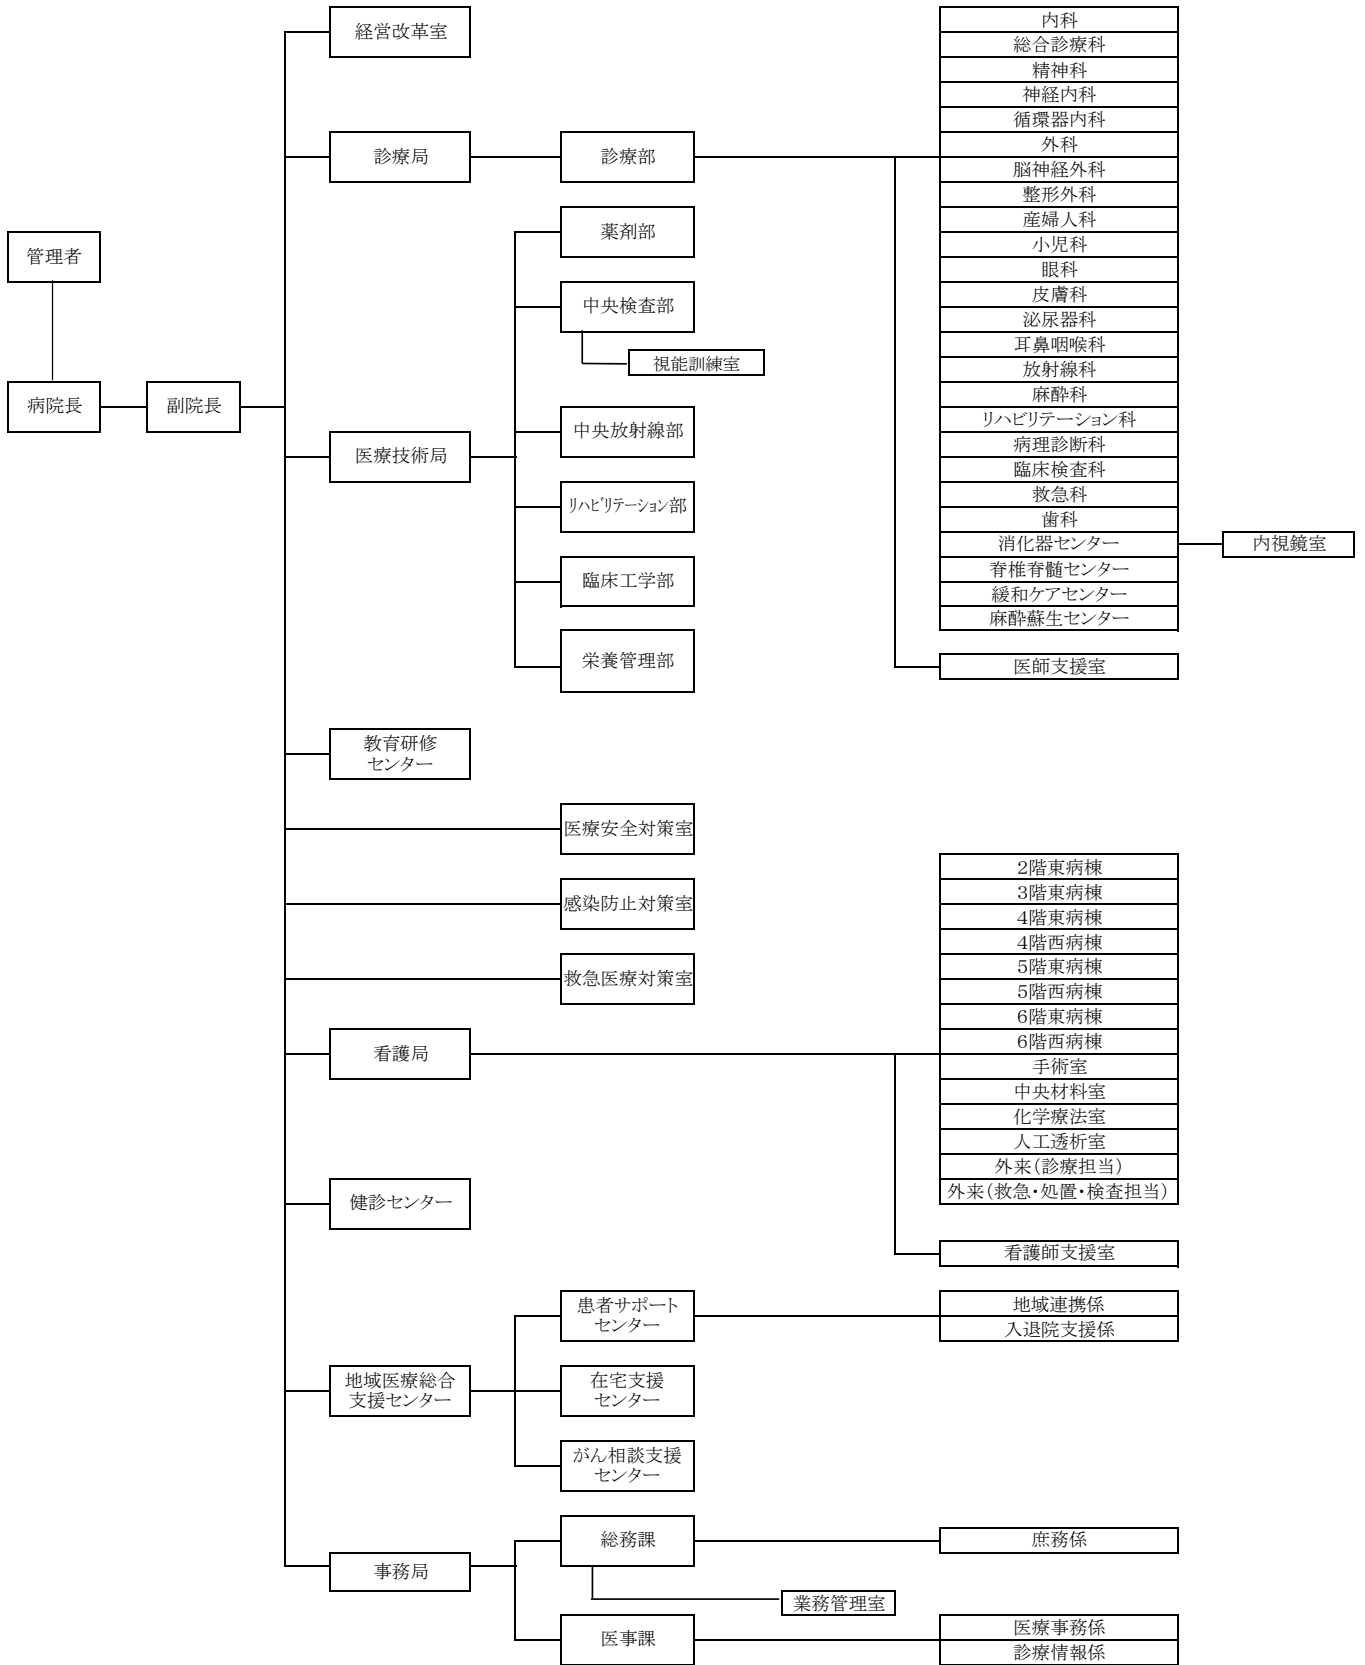 管理者
病院長
副院長
経営改革室
診療局
診療部
内科
総合診療科
精神科
神経内科
循環器内科
外科
脳神経外科
整形外科
産婦人科
小児科
眼科
皮膚科
泌尿器科
耳鼻咽喉科
放射線科
麻酔科
リハビリテーション科
病理診断科
臨床検査科
救急科
歯科
消化器センター
内視鏡室
脊椎脊髄センター
緩和ケアセンター
麻酔蘇生センター
医師支援室
医療技術局
薬剤部
中央検査部
視能訓練室
中央放射線部
リハビリテーション部
臨床工学部
栄養管理部
教育研修
センター
医療安全対策室
感染防止対策室
救急医療対策室
看護局
2階東病棟
3階東病棟
4階東病棟
4階西病棟
5階東病棟
5階西病棟
6階東病棟
6階西病棟
手術室
中央材料室
化学療法室
人工透析室
外来（診療担当）
外来（救急・処置・検査担当）
看護師支援室
健診センター
地域医療総合
支援センター
患者サポート
センター
地域連携係
入退院支援係
在宅支援
センター
がん相談支援
センター
事務局
総務課
庶務係
業務管理室
医事課
医療事務係
診療情報係